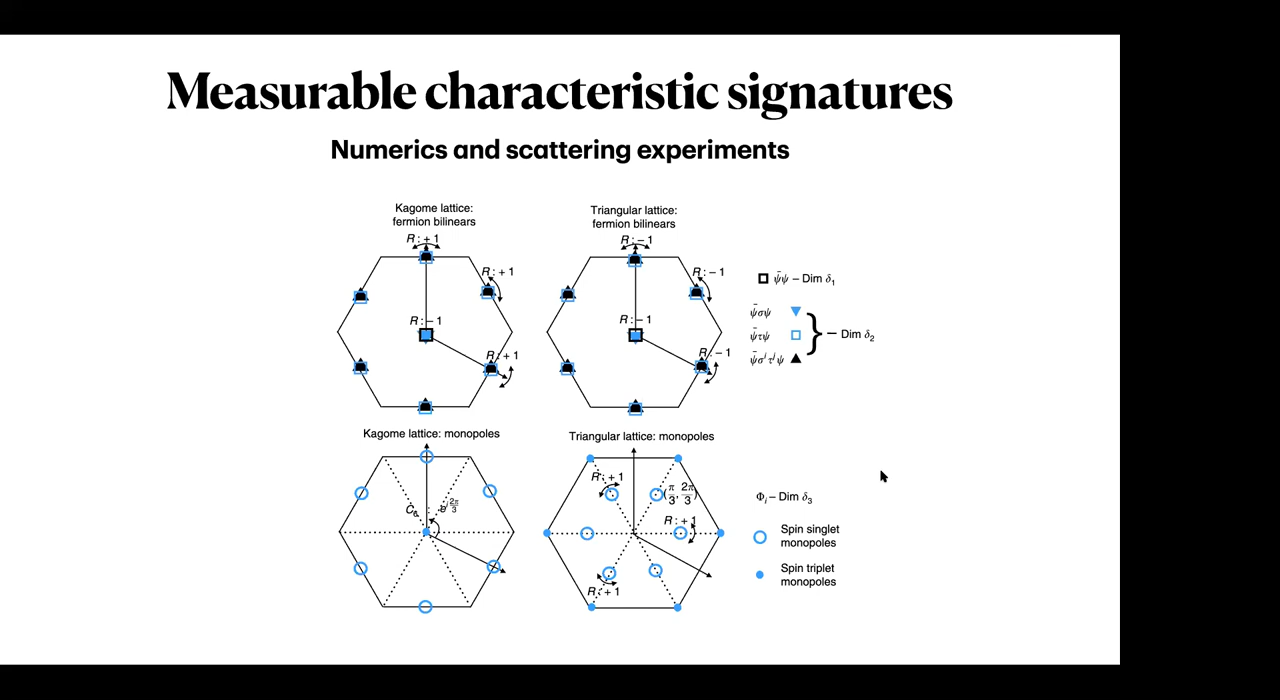 Measurable characteristic signatures
Numerics and scattering experiments
Kagome lattice:
fermion bilinears
R: + 1
R: + 1
R: − 1
R: + 1
Triangular lattice:
fermion bilinears
R: − 1
R: − 1
R: − 1
R: − 1
ψ̄ψ – Dim δ₁
ψ̄σψ
ψ̄τψ
ψ̄σⁱτʲψ
} – Dim δ₂
Kagome lattice: monopoles
C₆
2π/3
Triangular lattice: monopoles
R: + 1
(π/3, 2π/3)
R: + 1
R: + 1
Φᵢ – Dim δ₃
Spin singlet
monopoles
Spin triplet
monopoles